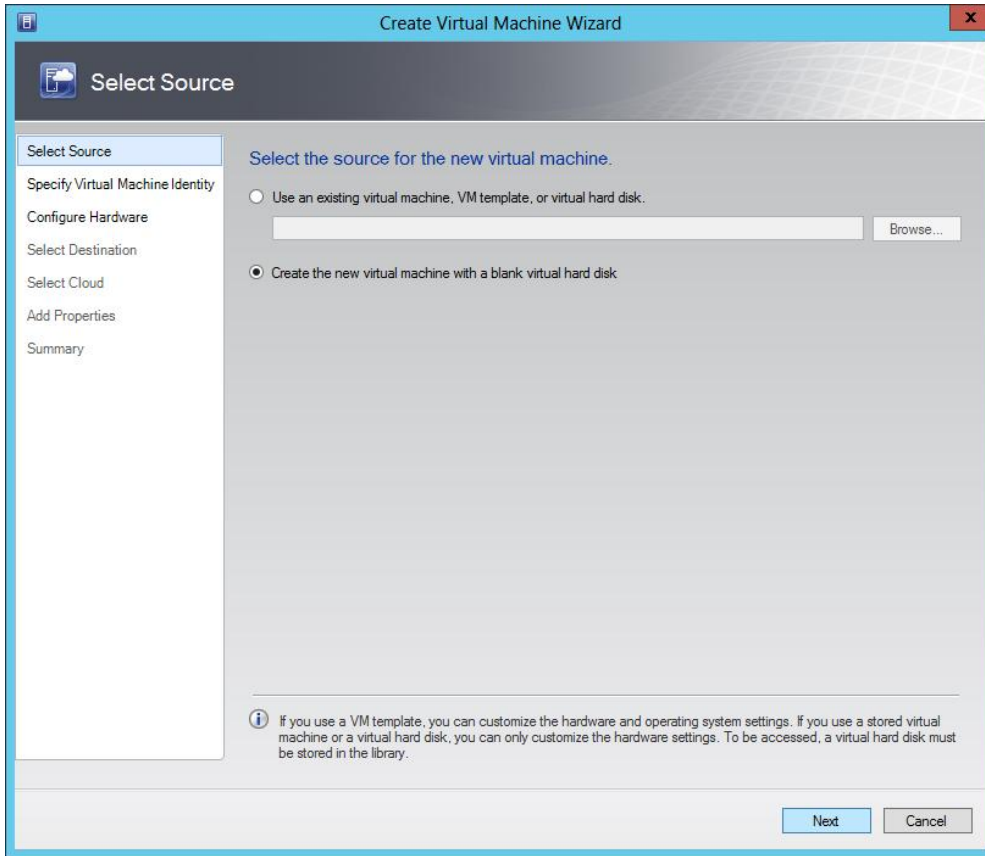 Create Virtual Machine Wizard
x
Select Source
Select Source
Specify Virtual Machine Identity
Configure Hardware
Select Destination
Select Cloud
Add Properties
Summary
Select the source for the new virtual machine.
Use an existing virtual machine, VM template, or virtual hard disk.
Browse...
Create the new virtual machine with a blank virtual hard disk
If you use a VM template, you can customize the hardware and operating system settings. If you use a stored virtual
machine or a virtual hard disk, you can only customize the hardware settings. To be accessed, a virtual hard disk must
be stored in the library.
Next
Cancel